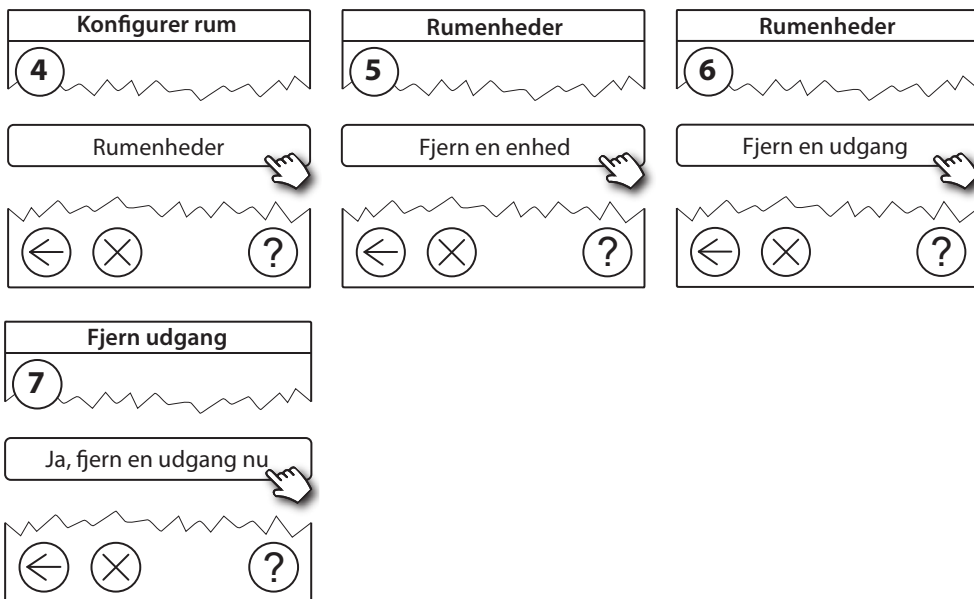 Konfigurer rum
4
Rumenheder
Rumenheder
5
Fjern en enhed
Rumenheder
6
Fjern en udgang
Fjern udgang
7
Ja, fjern en udgang nu